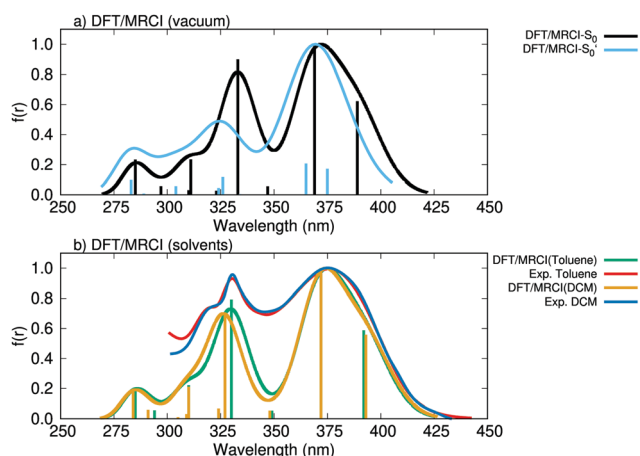 a) DFT/MRCI (vacuum)
DFT/MRCI-S0
DFT/MRCI-S0'
f(r)
1.0
0.8
0.6
0.4
0.2
0.0
250 275 300 325 350 375 400 425 450
Wavelength (nm)
b) DFT/MRCI (solvents)
DFT/MRCI(Toluene)
Exp. Toluene
DFT/MRCI(DCM)
Exp. DCM
f(r)
1.0
0.8
0.6
0.4
0.2
0.0
250 275 300 325 350 375 400 425 450
Wavelength (nm)